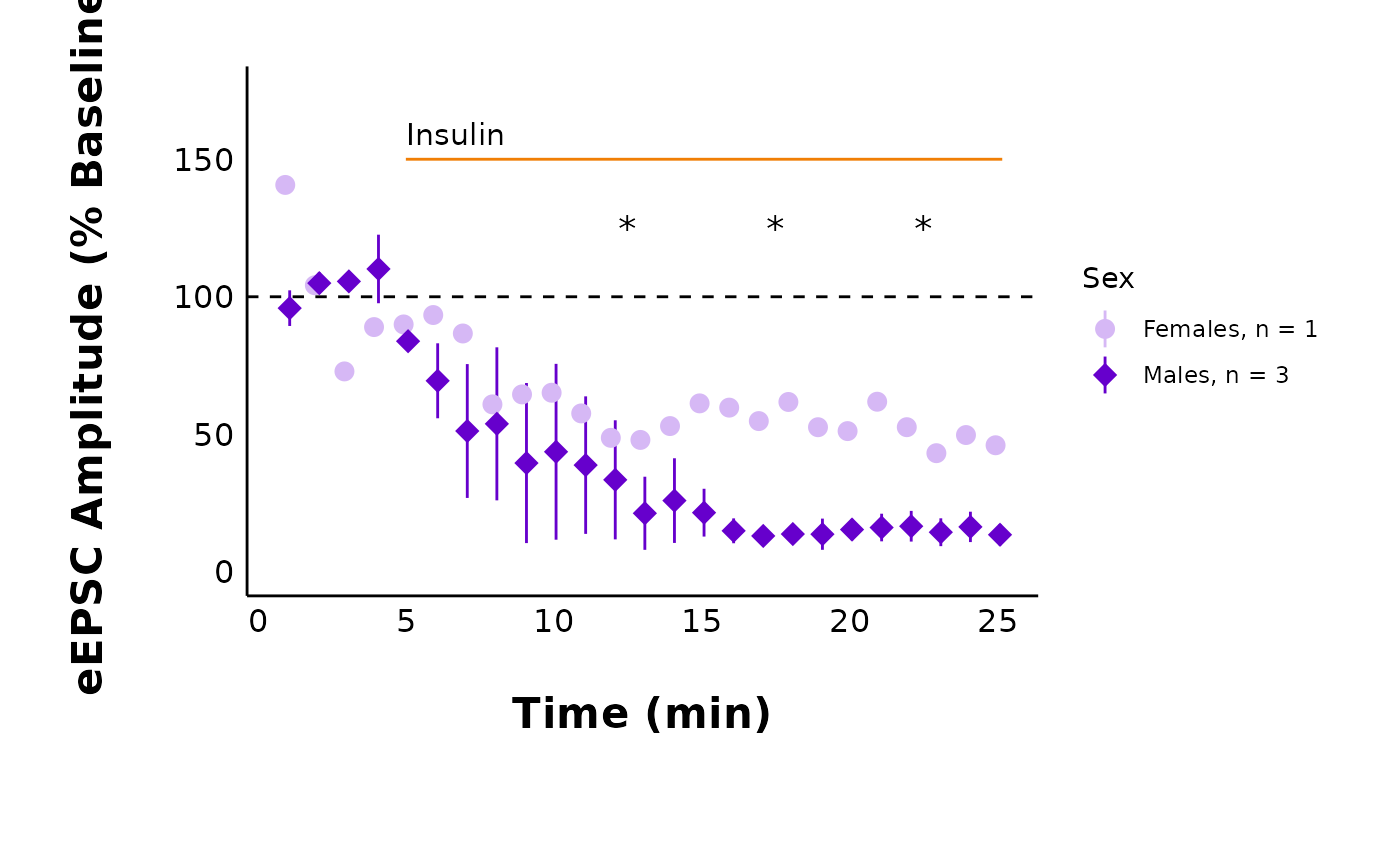 eEPSC Amplitude (% Baseline
150
100
50
0
Insulin
* * *
0 5 10 15 20 25
Time (min)
Sex
Females, n = 1
Males, n = 3